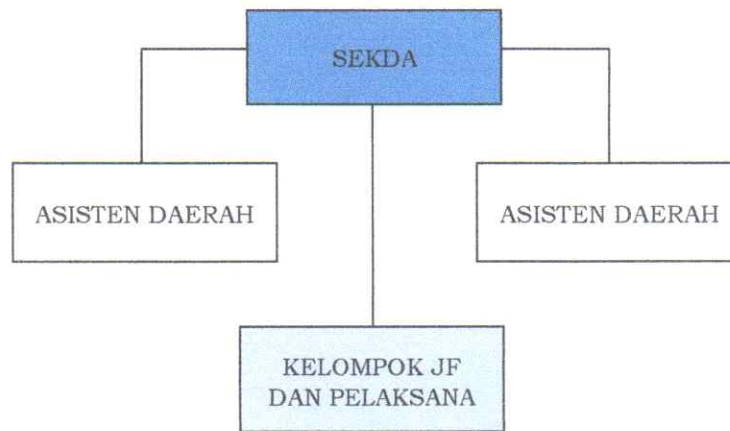 SEKDA
ASISTEN DAERAH
ASISTEN DAERAH
KELOMPOK JF
DAN PELAKSANA